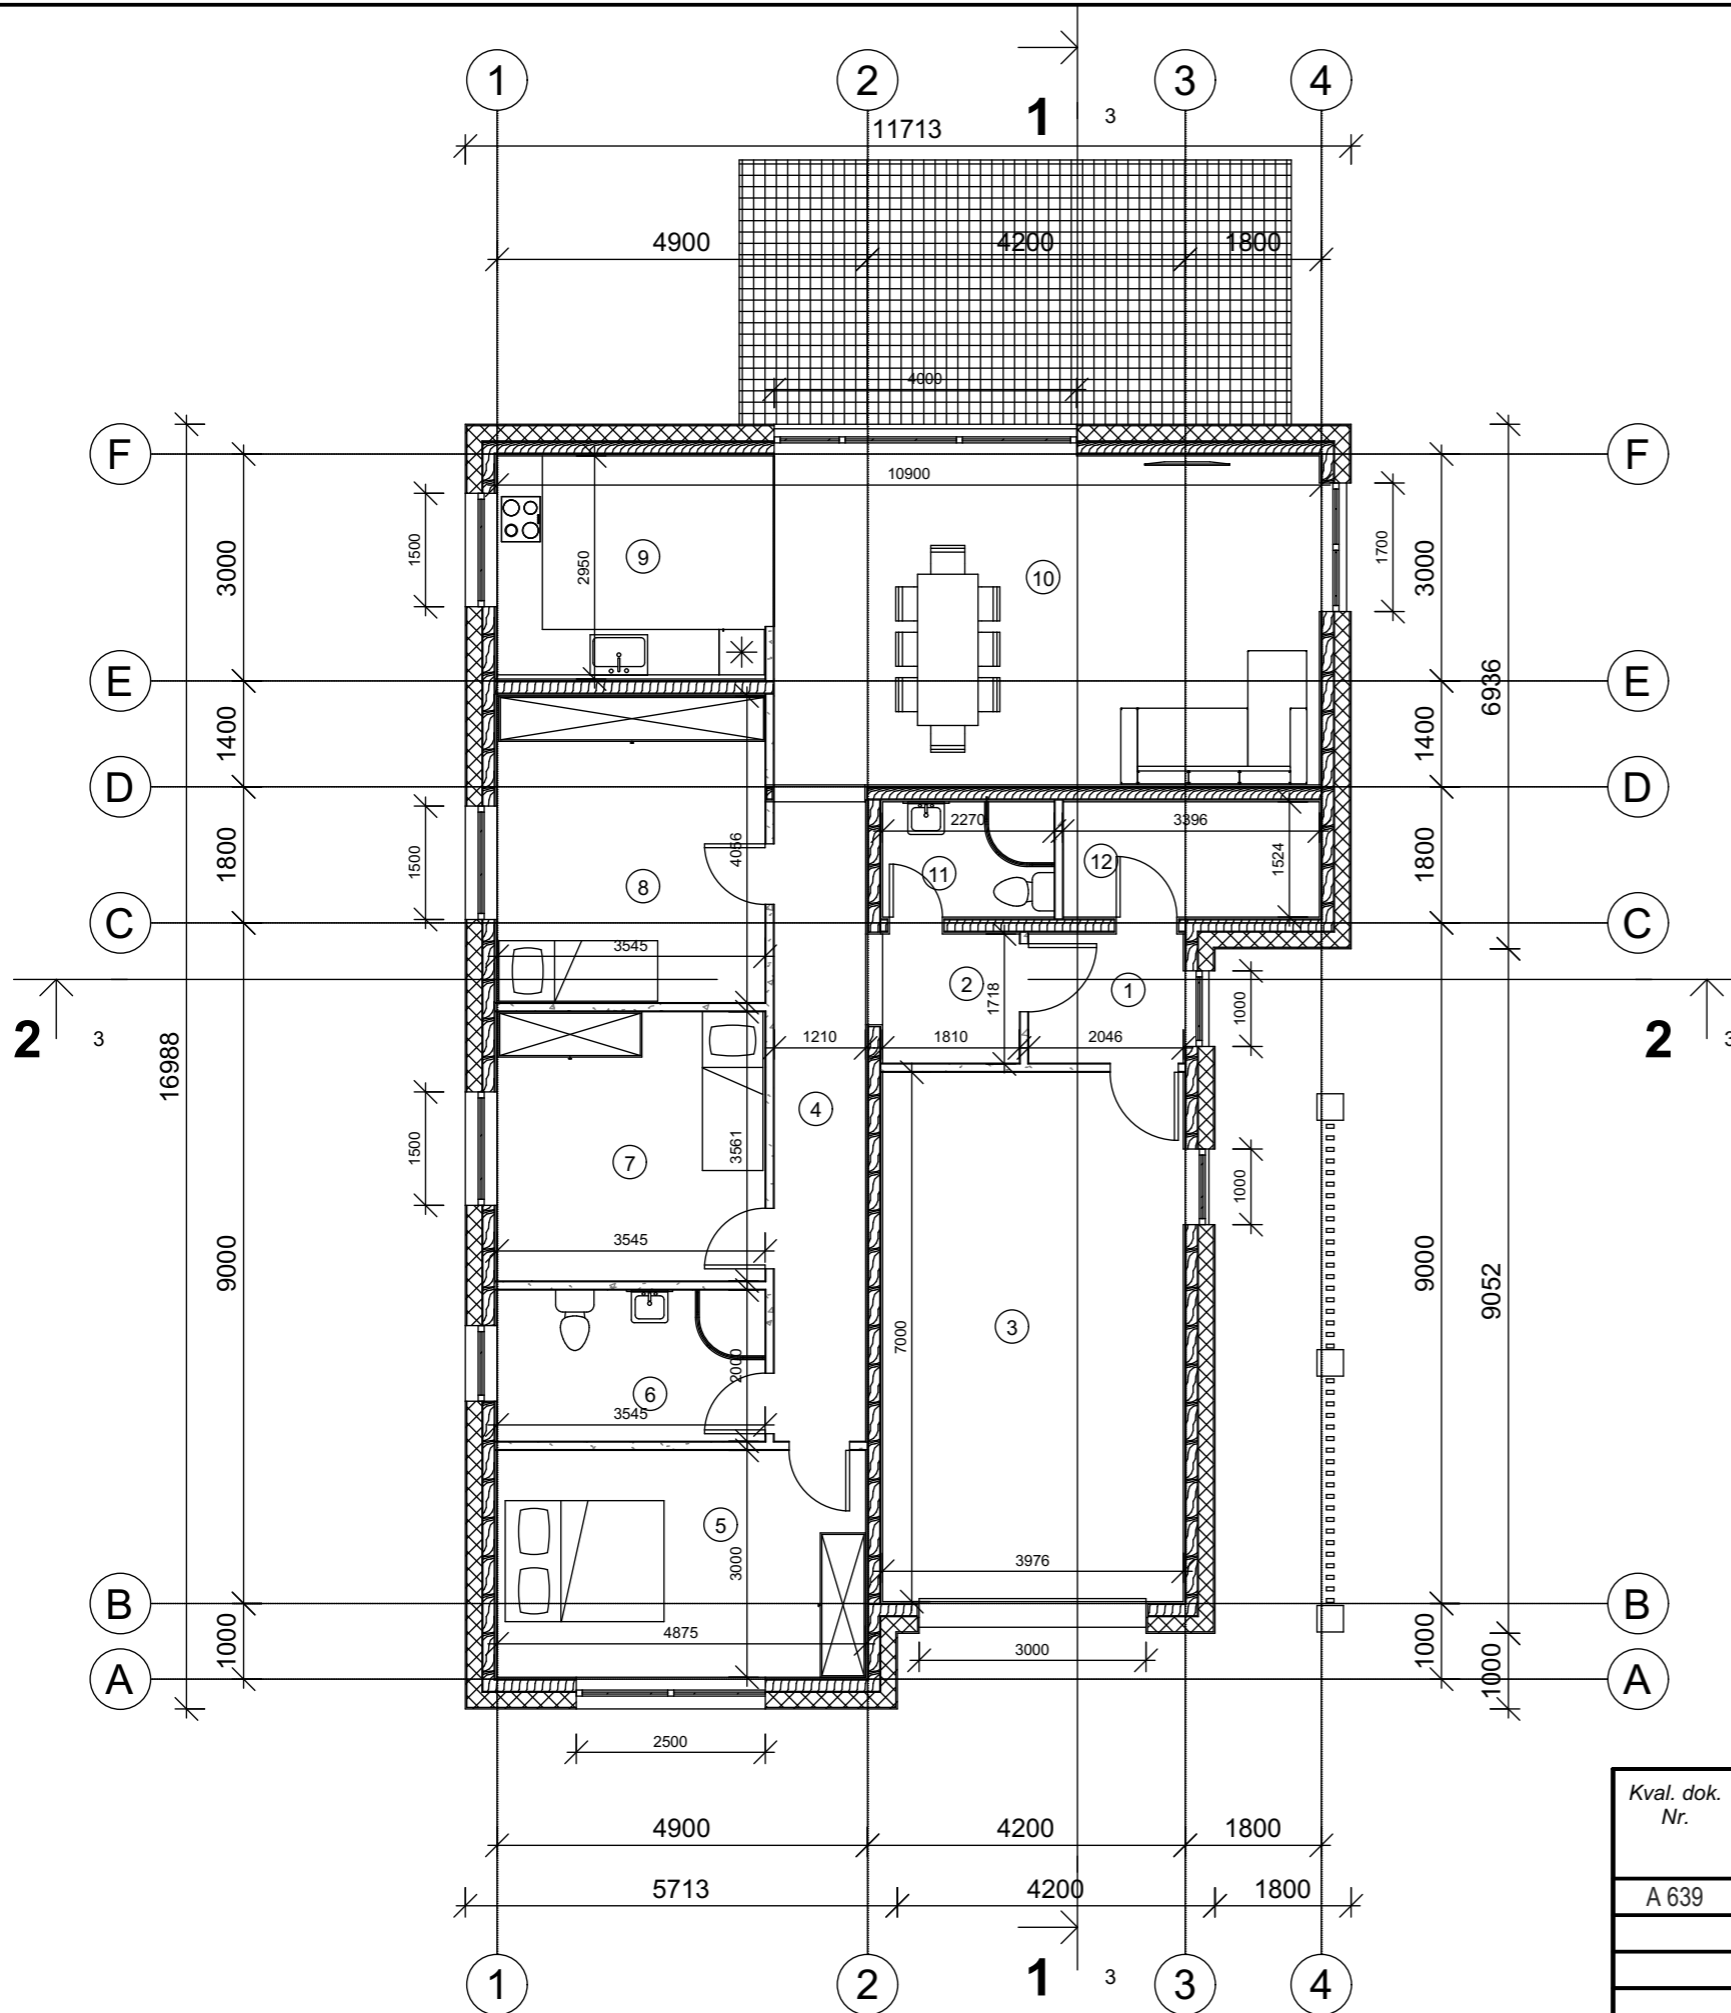 1 2 3 4
1 3
11713
4900 4200 1800
4000
F F
10900
1500 3000 2950 9 10 1700 3000
E E
6936
1400 1400
D D
2270 3396
1800 1500 4056 8 11 12 1524 1800
C C
3545
2 1718 1 1000
2 3 2 3
16988
1210 1810 2046
4
1500 7 3561 1000
3545
9000 9000 9052
7000 3
2000
6
3545
5
3000 3976
B B
1000 4875 3000 1000 1000
A A
2500
4900 4200 1800
5713 4200 1800
1 3
1 2 3 4
Kval. dok.
Nr.
A 639